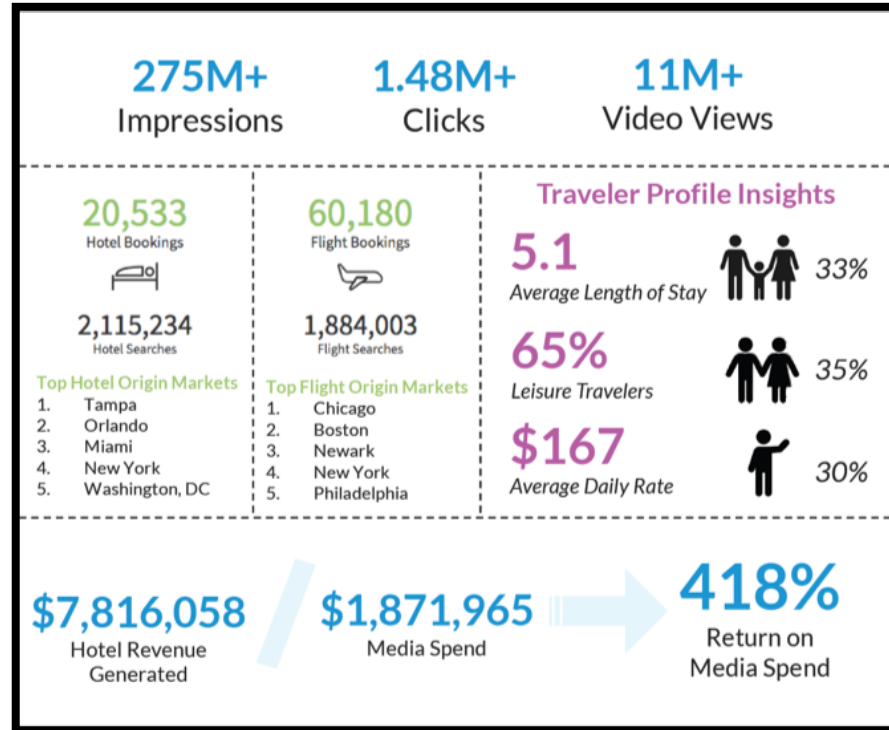 275M+
Impressions
1.48M+
Clicks
11M+
Video Views
20,533
Hotel Bookings
2,115,234
Hotel Searches
Top Hotel Origin Markets
1. Tampa
2. Orlando
3. Miami
4. New York
5. Washington, DC
60,180
Flight Bookings
1,884,003
Flight Searches
Top Flight Origin Markets
1. Chicago
2. Boston
3. Newark
4. New York
5. Philadelphia
Traveler Profile Insights
5.1
Average Length of Stay
33%
65%
Leisure Travelers
35%
$167
Average Daily Rate
30%
$7,816,058
Hotel Revenue
Generated
/
$1,871,965
Media Spend
418%
Return on
Media Spend